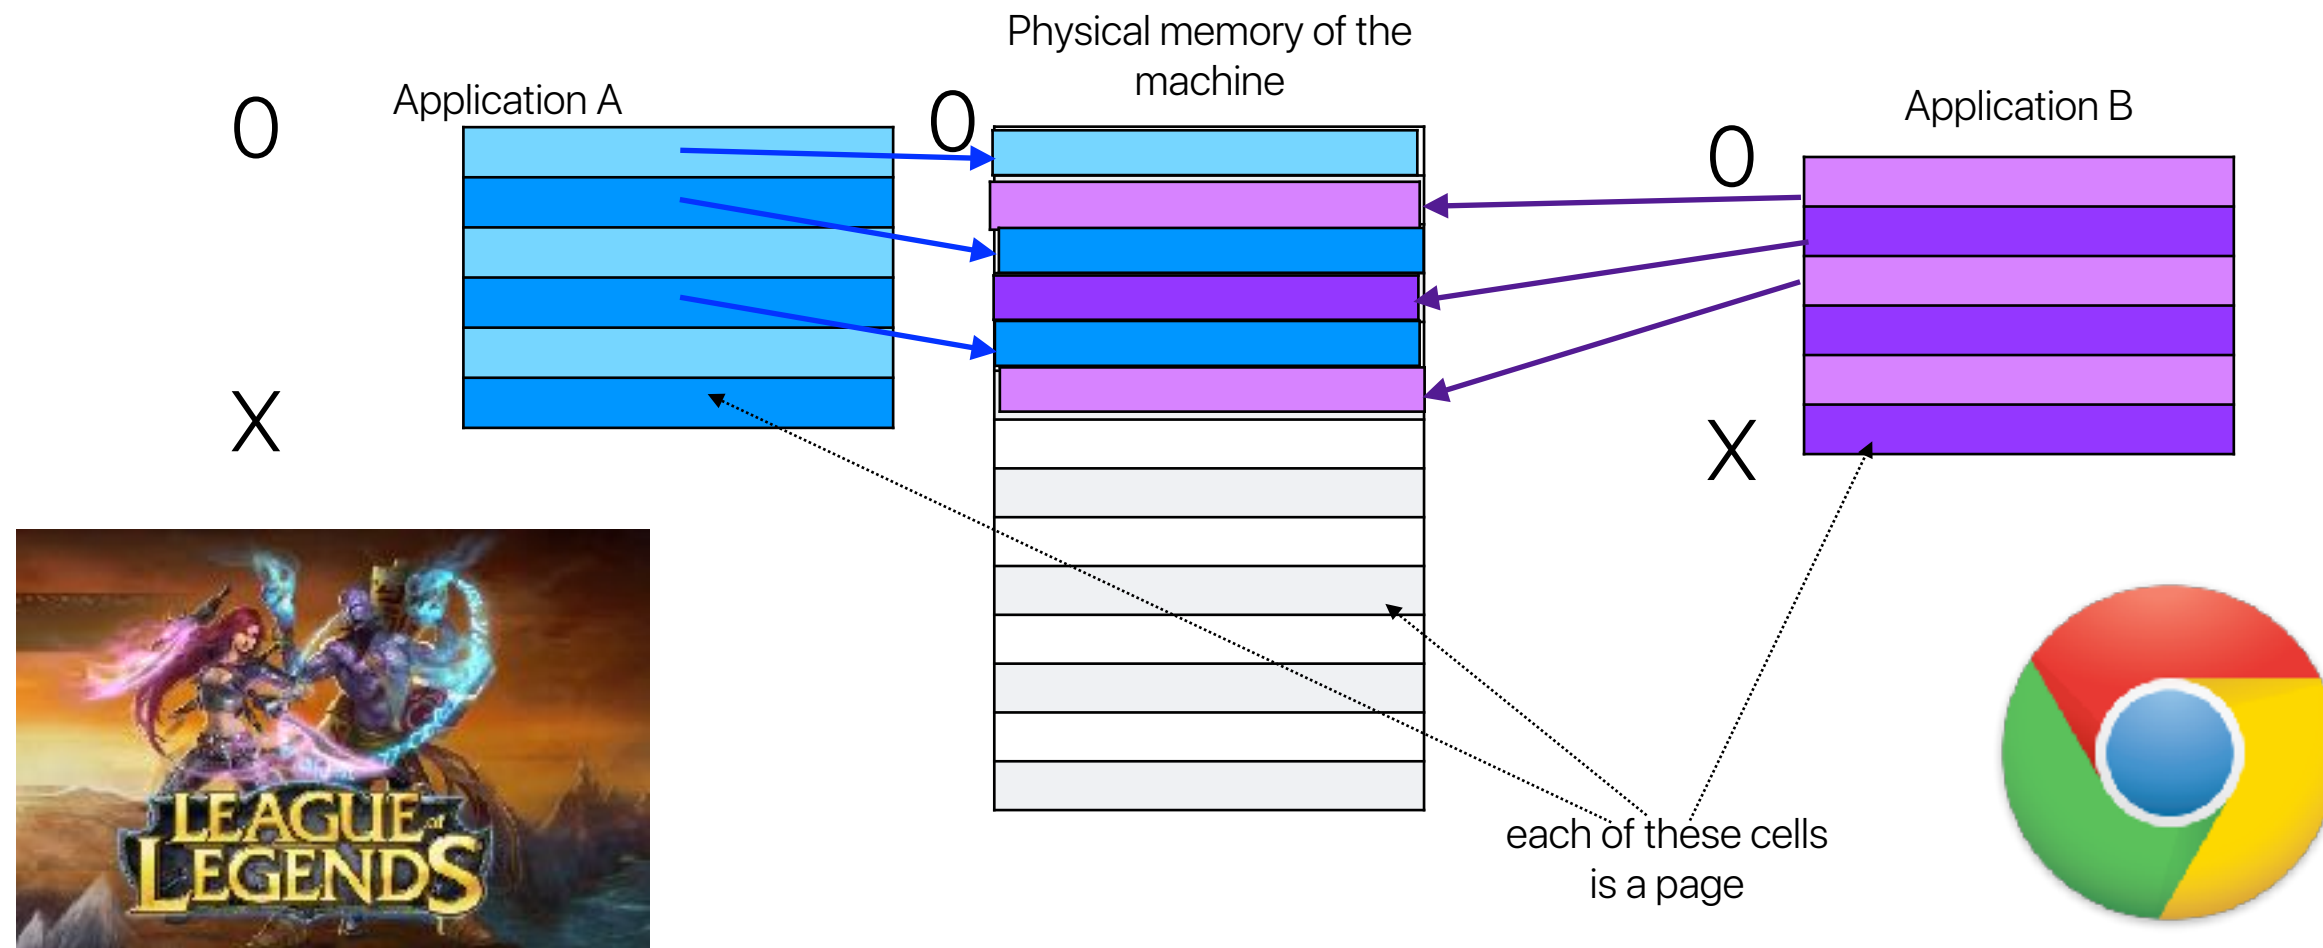 Physical memory of the
machine
Application A
Application B
0
0
0
X
X
LEAGUE of
LEGENDS
each of these cells
is a page